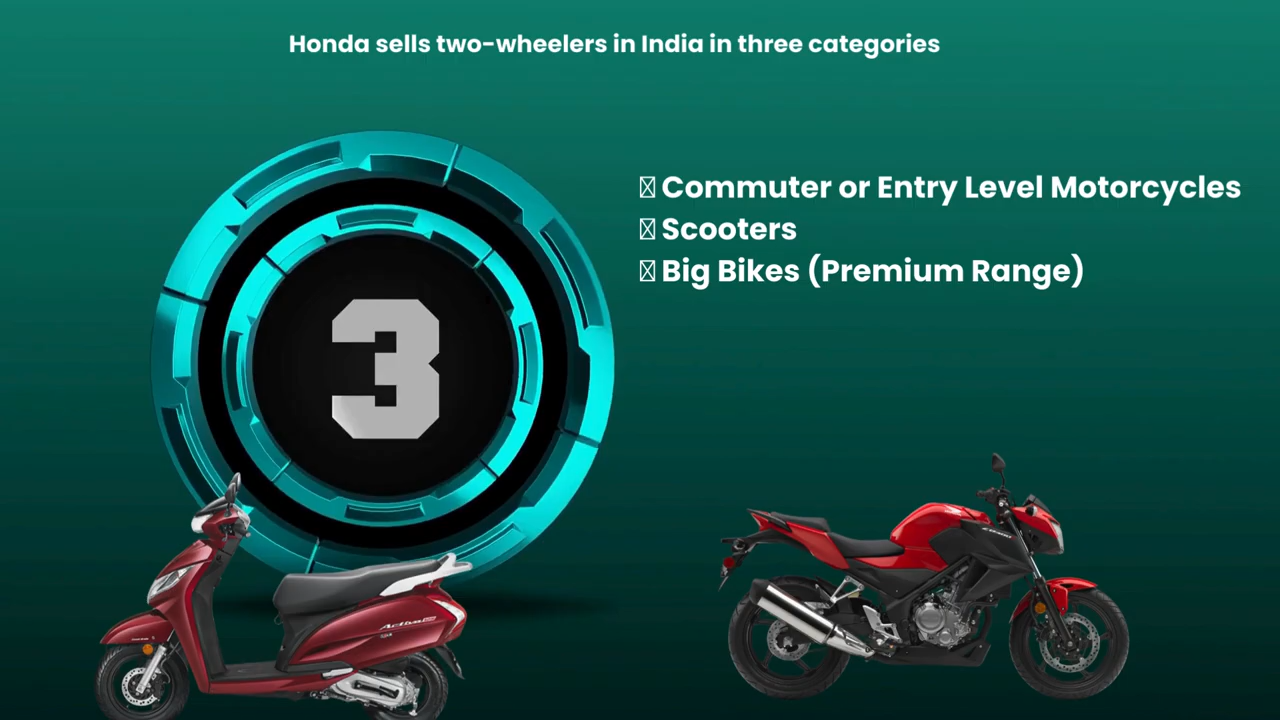 Honda sells two-wheelers in India in three categories
Commuter or Entry Level Motorcycles
Scooters
Big Bikes (Premium Range)
3
Activa